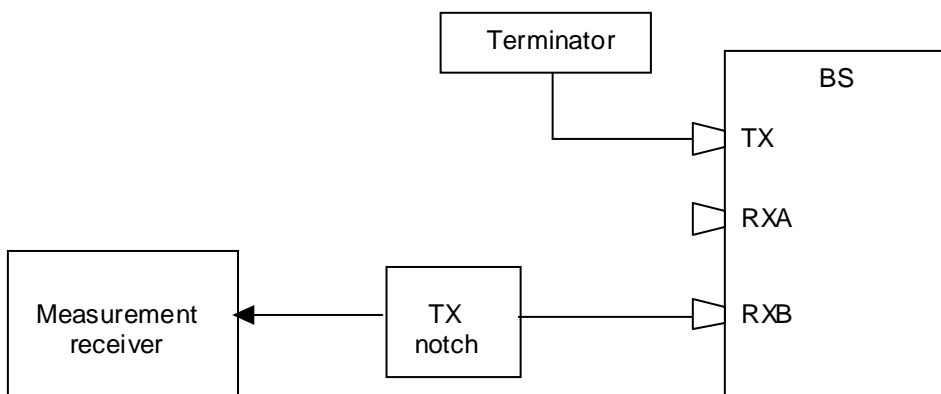 Terminator
BS
TX
RXA
Measurement
receiver
TX
notch
RXB